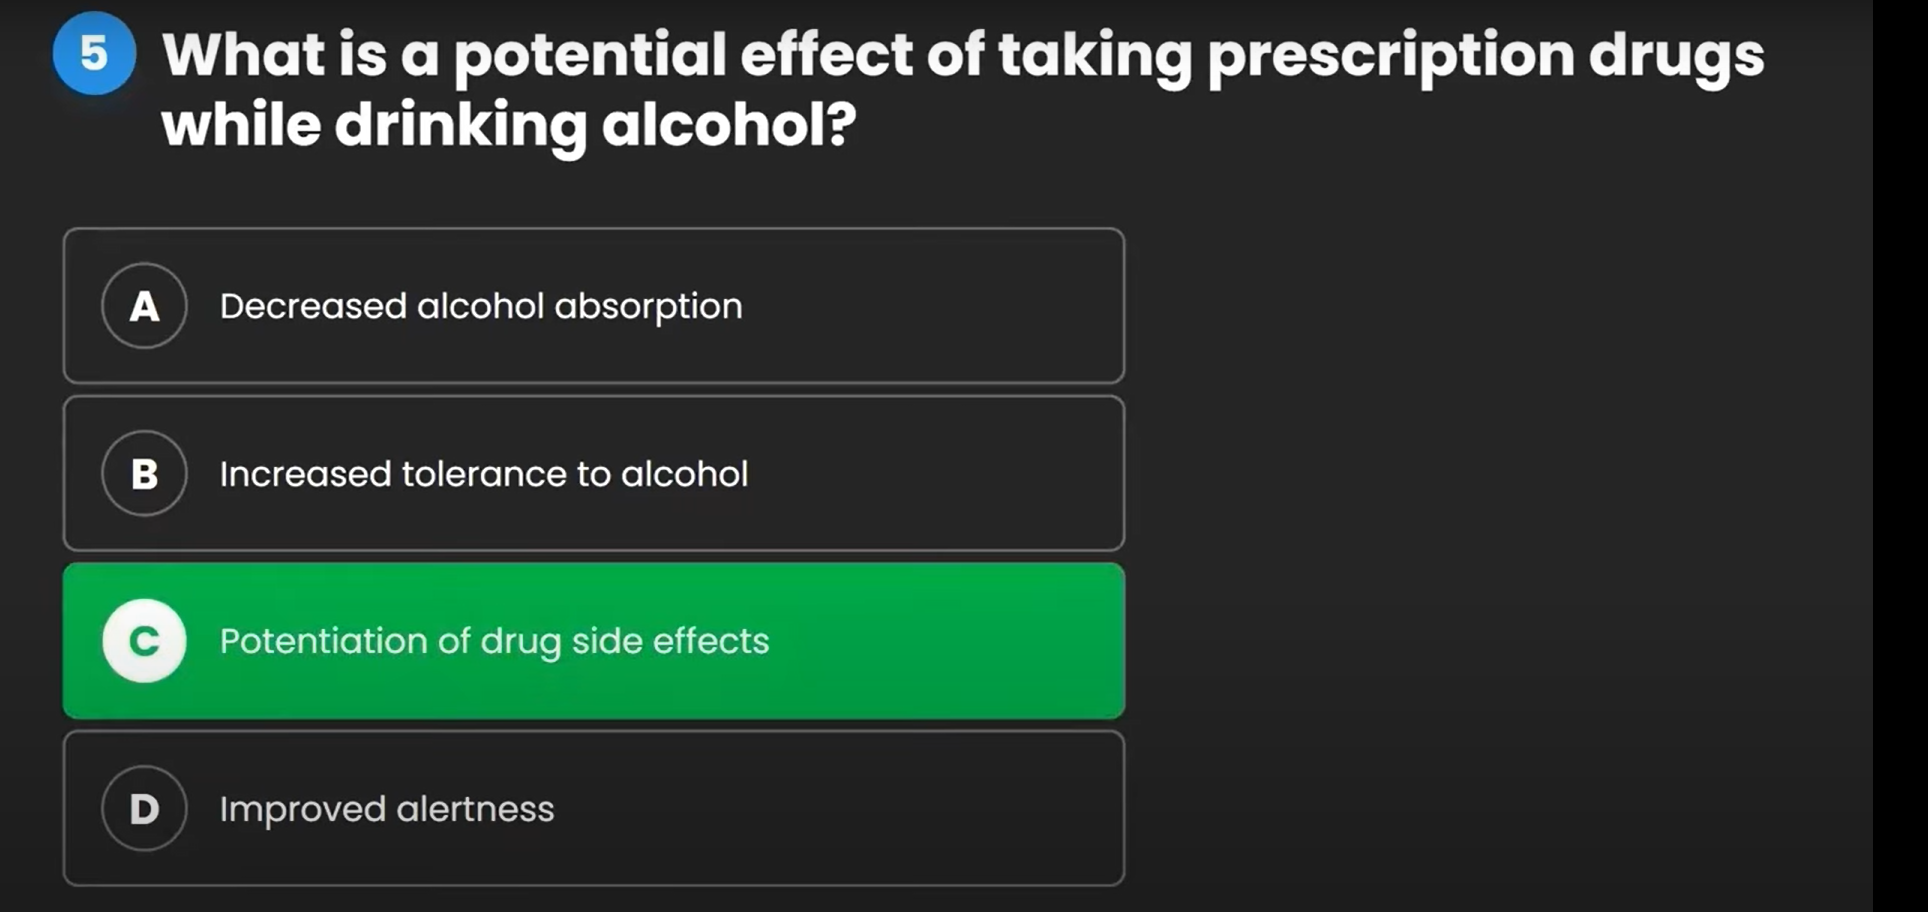 5 What is a potential effect of taking prescription drugs
while drinking alcohol?
A Decreased alcohol absorption
B Increased tolerance to alcohol
C Potentiation of drug side effects
D Improved alertness